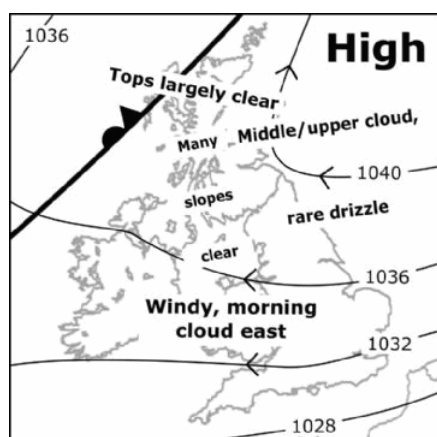 1036
High
Tops largely clear
Many
Middle/upper cloud,
1040
slopes
rare drizzle
clear
1036
Windy, morning
cloud east
1032
1028